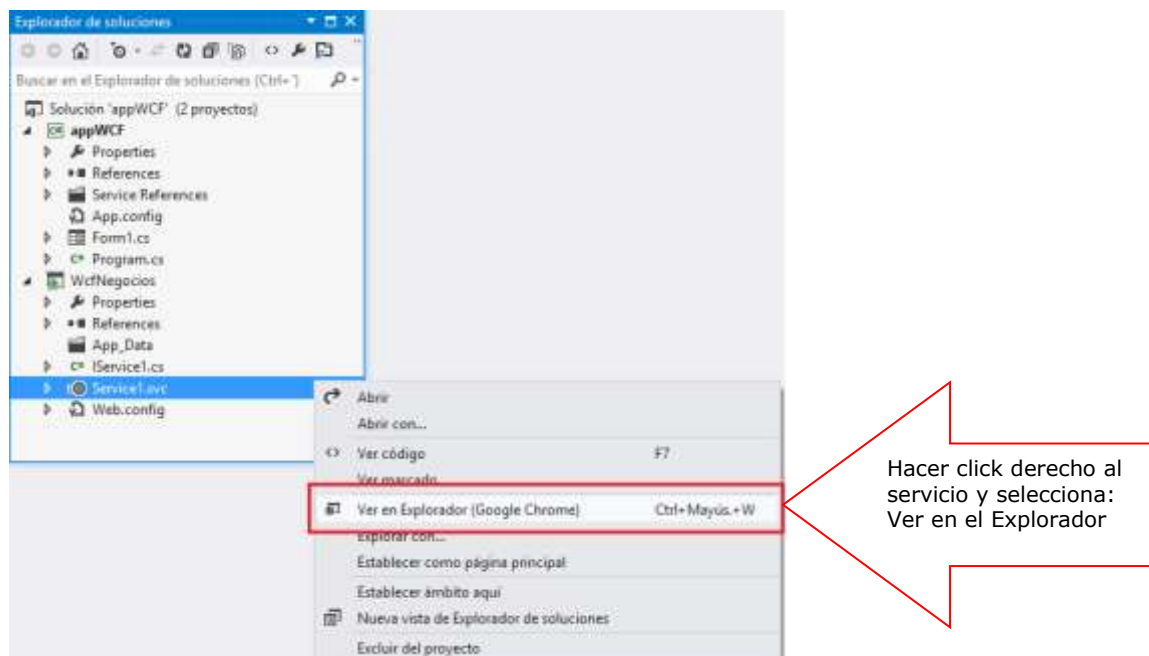 Explorador de soluciones
Buscar en el Explorador de soluciones (Ctrl+')
Solución 'appWCF' (2 proyectos)
appWCF
Properties
References
Service References
App.config
Form1.cs
Program.cs
WcfNegocios
Properties
References
App_Data
IService1.cs
Service1.svc
Web.config
Abrir
Abrir con...
Ver código F7
Ver marcado
Ver en Explorador (Google Chrome) Ctrl+Mayús.+W
Explorar con...
Establecer como página principal
Establecer ámbito aquí
Nueva vista de Explorador de soluciones
Excluir del proyecto
Hacer click derecho al
servicio y selecciona:
Ver en el Explorador